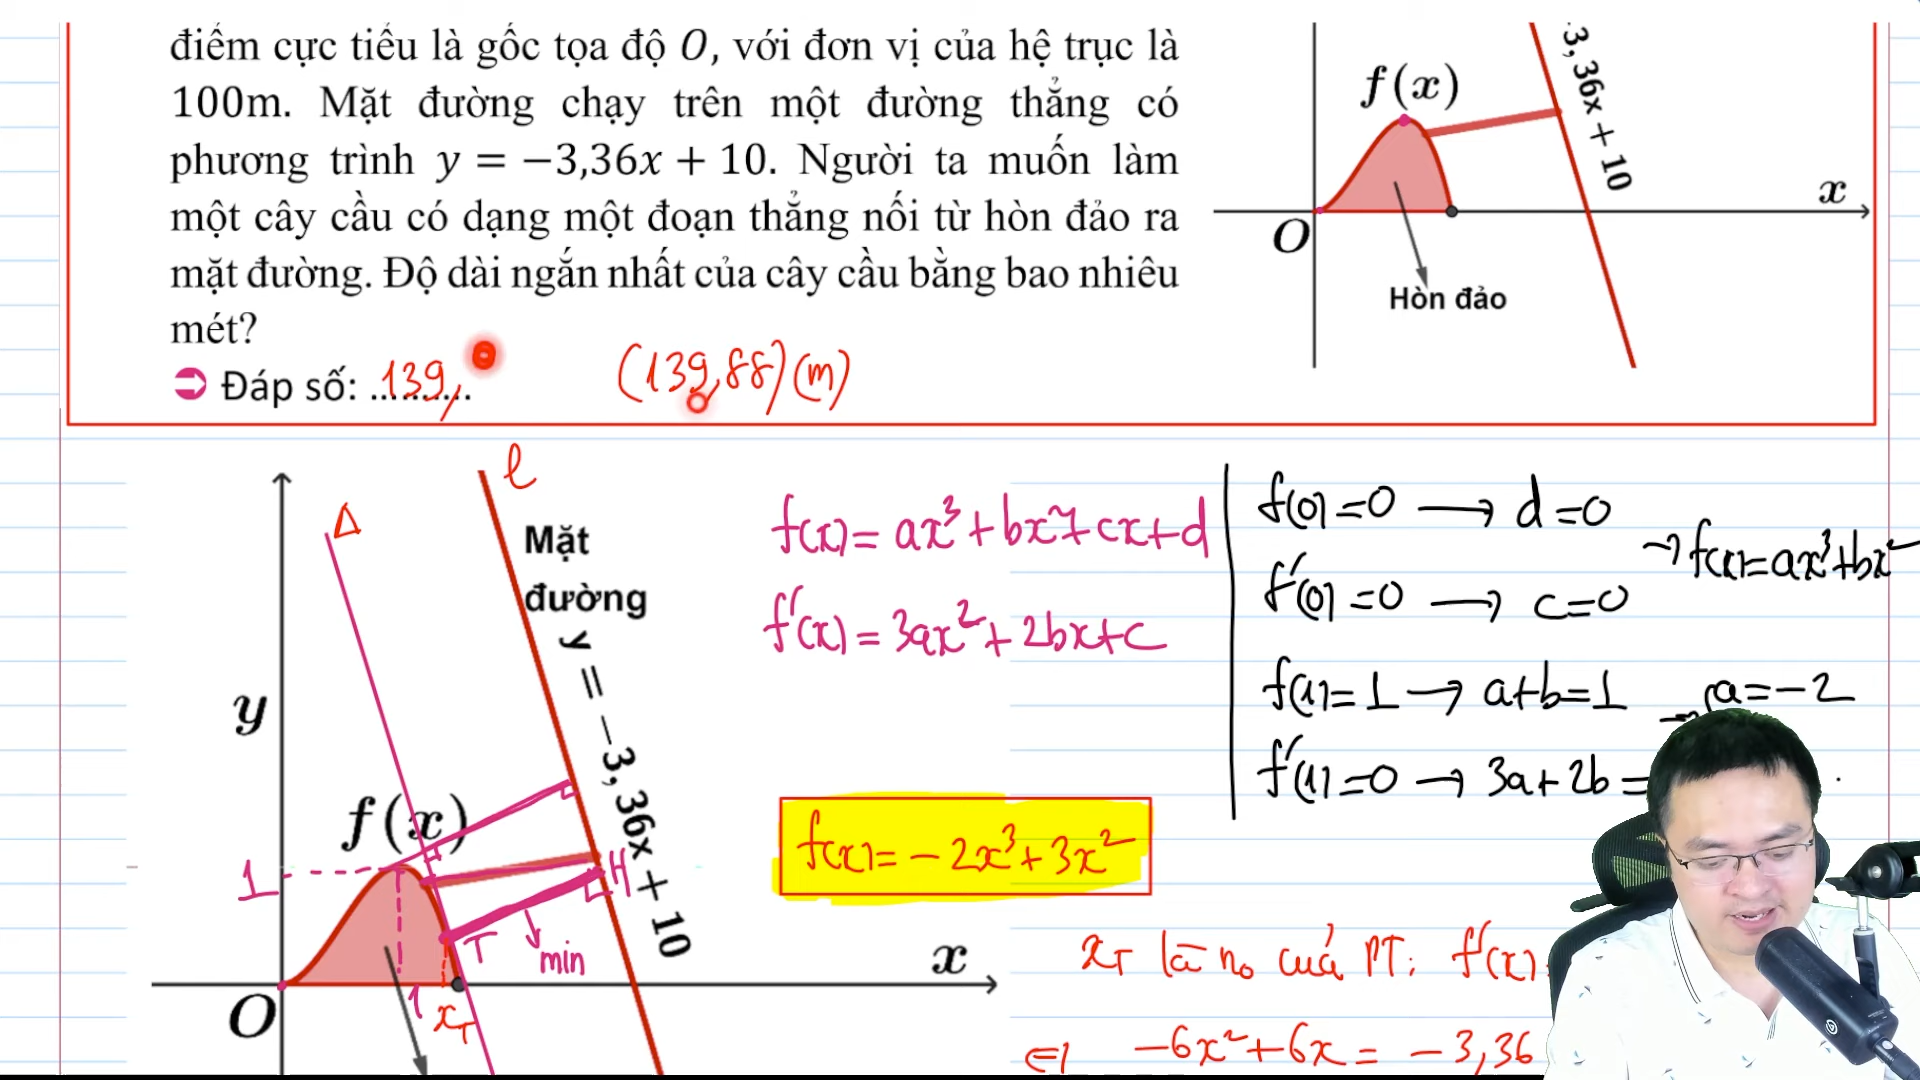 điểm cực tiểu là gốc tọa độ O, với đơn vị của hệ trục là
100m. Mặt đường chạy trên một đường thẳng có
phương trình y = −3,36x + 10. Người ta muốn làm
một cây cầu có dạng một đoạn thẳng nối từ hòn đảo ra
mặt đường. Độ dài ngắn nhất của cây cầu bằng bao nhiêu
mét?
➲ Đáp số: .......... 139,
(139,88) (m)
f(x)
3,36x + 10
x
O
Hòn đảo
Δ
ℓ
Mặt
đường
y = −3,36x + 10
y
f(x)
1
H
T
min
x
O
1
x_T
f(x) = ax³ + bx² + cx + d
f'(x) = 3ax² + 2bx + c
f(x) = −2x³ + 3x²
f(0) = 0 → d = 0
f'(0) = 0 → c = 0
→ f(x) = ax³ + bx²
f(1) = 1 → a + b = 1
a = −2
f'(1) = 0 → 3a + 2b =
x_T là n₀ của PT: f'(x)
⇔ −6x² + 6x = −3,36